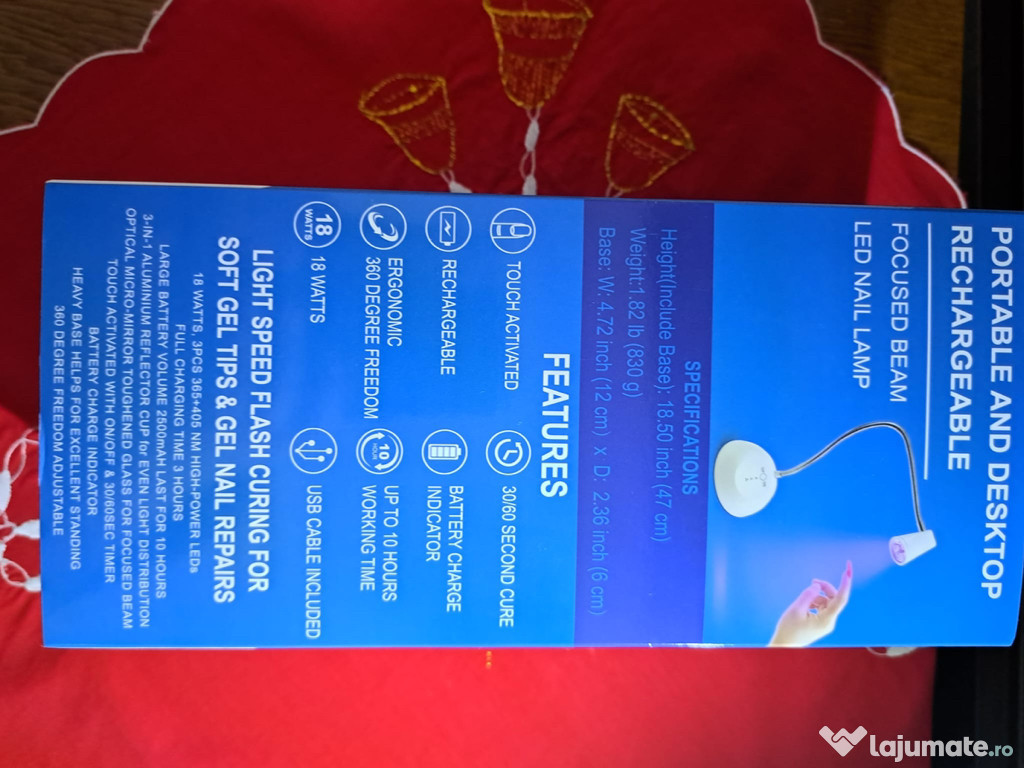 PORTABLE AND DESKTOP
RECHARGEABLE
FOCUSED BEAM
LED NAIL LAMP
SPECIFICATIONS
Height(Include Base): 18.50 inch (47 cm)
Weight:1.82 lb (830 g)
Base: W: 4.72 inch (12 cm) x D: 2.36 inch (6 cm)
FEATURES
TOUCH ACTIVATED
30/60 SECOND CURE
RECHARGEABLE
BATTERY CHARGE
INDICATOR
ERGONOMIC
360 DEGREE FREEDOM
10
HOUR
UP TO 10 HOURS
WORKING TIME
18
WATTS
18 WATTS
USB CABLE INCLUDED
LIGHT SPEED FLASH CURING FOR
SOFT GEL TIPS & GEL NAIL REPAIRS
18 WATTS, 3PCS 365+405 NM HIGH-POWER LEDs
FULL CHARGING TIME 3 HOURS
LARGE BATTERY VOLUME 2500mAH LAST FOR 10 HOURS
3-IN-1 ALUMINIUM REFLECTOR CUP for EVEN LIGHT DISTRIBUTION
OPTICAL MICRO-MIRROR TOUGHENED GLASS FOR FOCUSED BEAM
TOUCH ACTIVATED WITH ON/OFF & 30/60SEC TIMER
BATTERY CHARGE INDICATOR
HEAVY BASE HELPS FOR EXCELLENT STANDING
360 DEGREE FREEDOM ADJUSTABLE
lajumate.ro